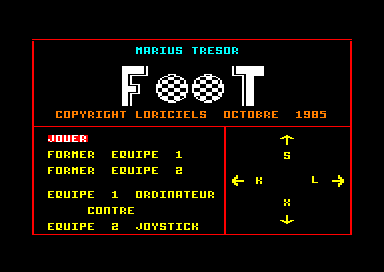 MARIUS TRESOR
FOOT
COPYRIGHT LORICIELS OCTOBRE 1985
JOUER
FORMER EQUIPE 1
FORMER EQUIPE 2
EQUIPE 1 ORDINATEUR
CONTRE
EQUIPE 2 JOYSTICK
↑
S
← K L →
X
↓